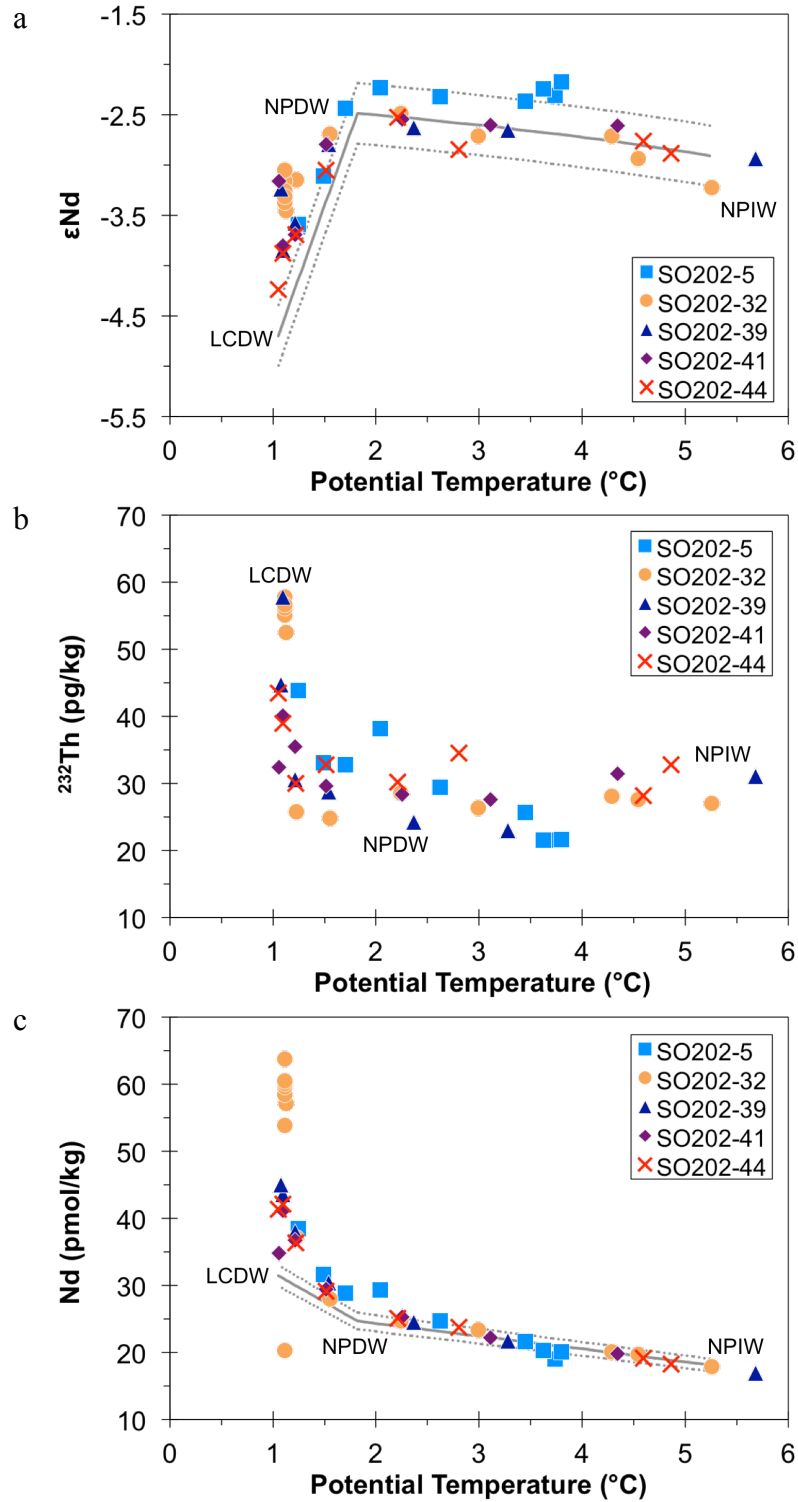 a
-1.5
-2.5
-3.5
-4.5
-5.5
εNd
NPDW
LCDW
NPIW
SO202-5
SO202-32
SO202-39
SO202-41
SO202-44
0 1 2 3 4 5 6
Potential Temperature (°C)
b
70
60
50
40
30
20
10
²³²Th (pg/kg)
LCDW
NPDW
NPIW
SO202-5
SO202-32
SO202-39
SO202-41
SO202-44
0 1 2 3 4 5 6
Potential Temperature (°C)
c
70
60
50
40
30
20
10
Nd (pmol/kg)
LCDW
NPDW
NPIW
SO202-5
SO202-32
SO202-39
SO202-41
SO202-44
0 1 2 3 4 5 6
Potential Temperature (°C)